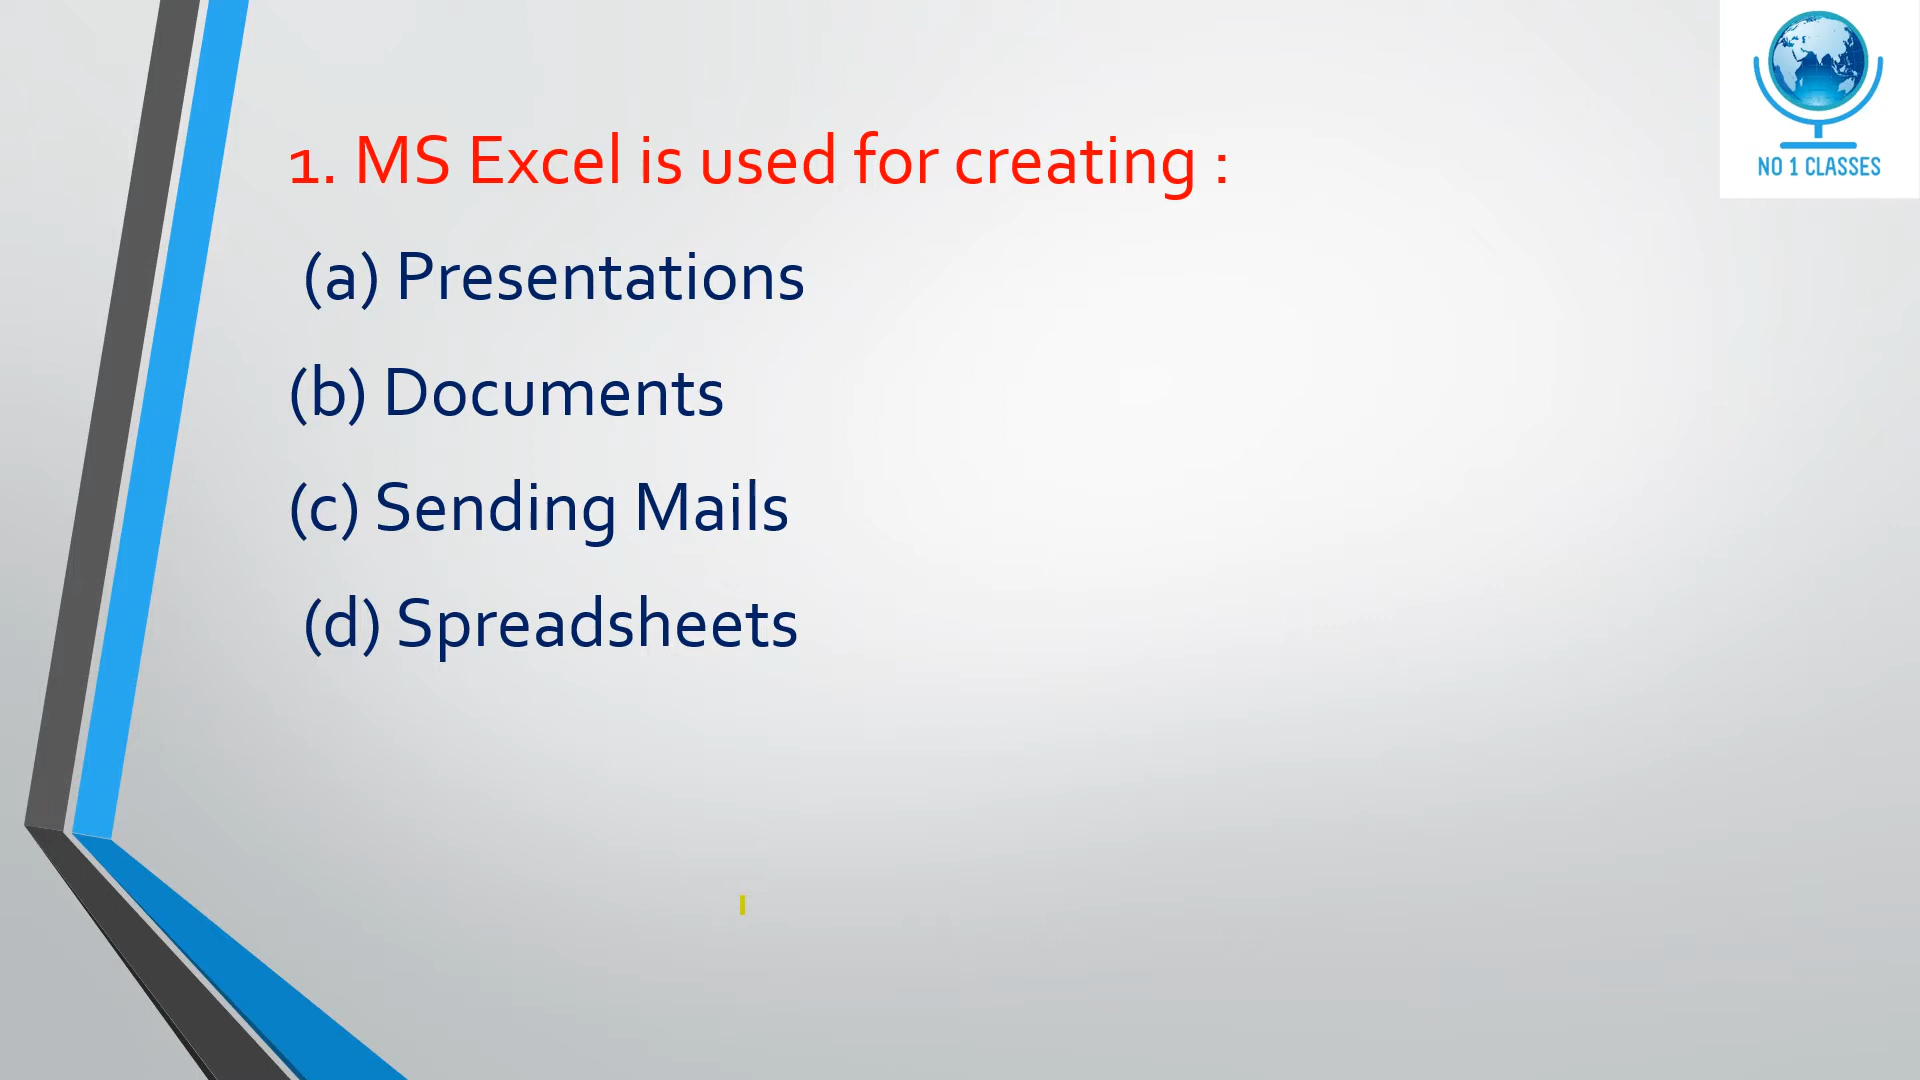 NO 1 CLASSES
1. MS Excel is used for creating :
(a) Presentations
(b) Documents
(c) Sending Mails
(d) Spreadsheets